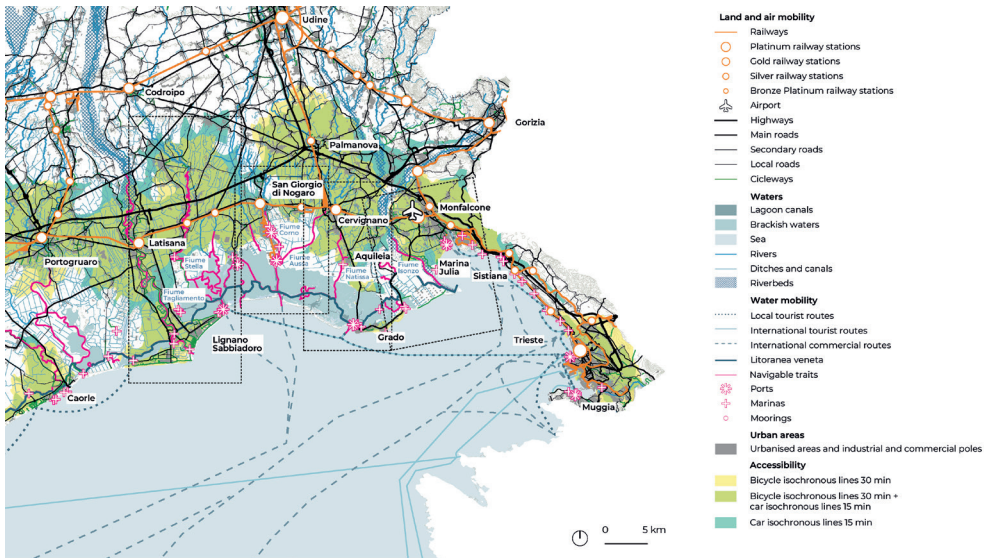 Udine
Codroipo
Gorizia
Palmanova
San Giorgio
di Nogaro
Cervignano
Monfalcone
Latisana
Portogruaro
Fiume
Stella
Fiume
Corno
Fiume
Aussa
Aquileia
Fiume
Natissa
Fiume
Isonzo
Marina
Julia
Sistiana
Fiume
Tagliamento
Lignano
Sabbiadoro
Grado
Trieste
Caorle
Muggia
0 5 km
Land and air mobility
Railways
Platinum railway stations
Gold railway stations
Silver railway stations
Bronze Platinum railway stations
Airport
Highways
Main roads
Secondary roads
Local roads
Cicleways
Waters
Lagoon canals
Brackish waters
Sea
Rivers
Ditches and canals
Riverbeds
Water mobility
Local tourist routes
International tourist routes
International commercial routes
Litoranea veneta
Navigable traits
Ports
Marinas
Moorings
Urban areas
Urbanised areas and industrial and commercial poles
Accessibility
Bicycle isochronous lines 30 min
Bicycle isochronous lines 30 min +
car isochronous lines 15 min
Car isochronous lines 15 min